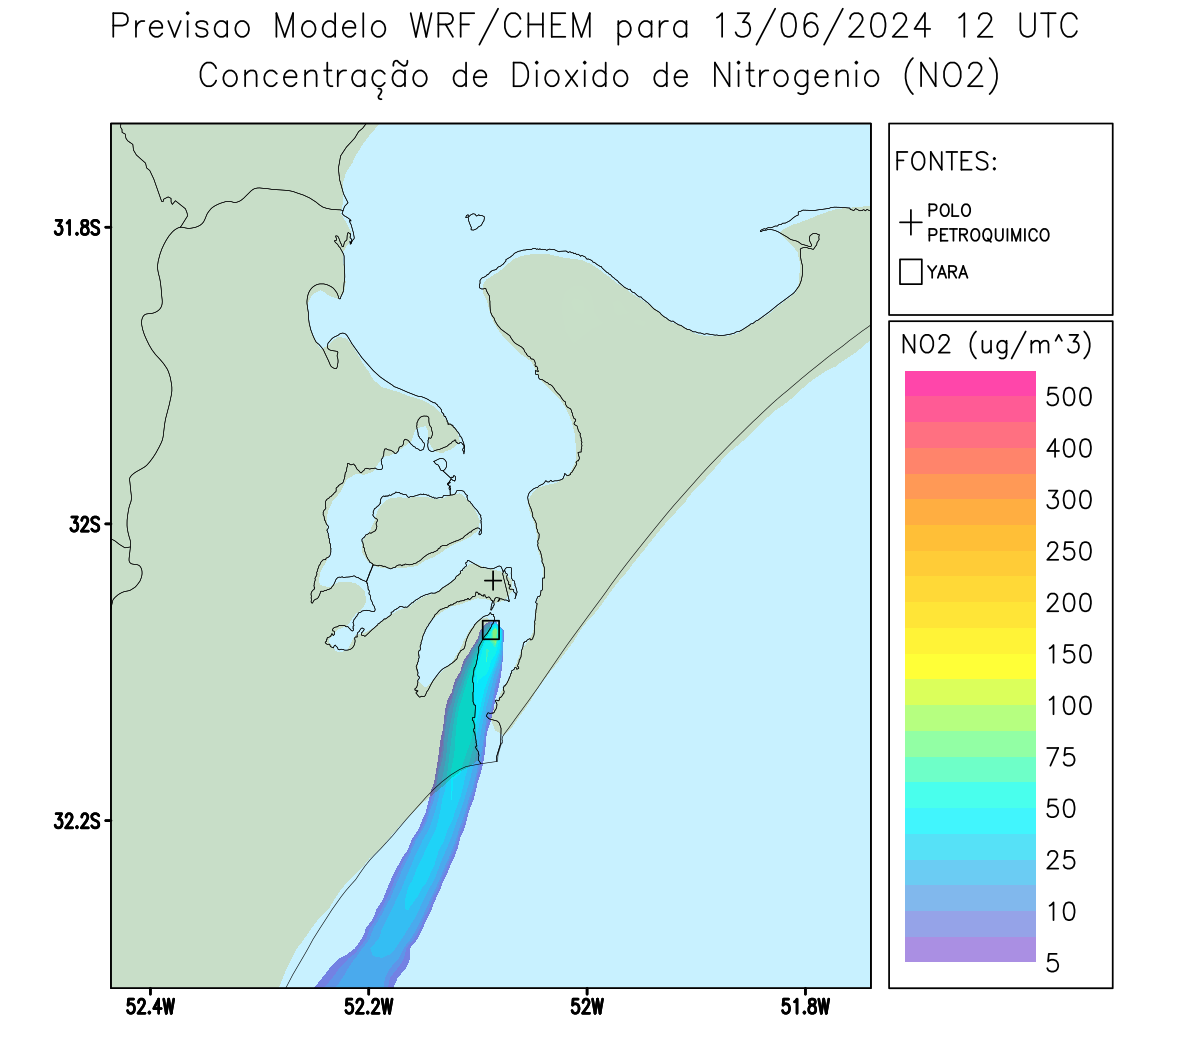 Previsao Modelo WRF/CHEM para 13/06/2024 12 UTC
Concentração de Dioxido de Nitrogenio (NO2)
FONTES:
POLO
PETROQUIMICO
YARA
NO2 (ug/m^3)
500
400
300
250
200
150
100
75
50
25
10
5
31.8S
32S
32.2S
52.4W
52.2W
52W
51.8W